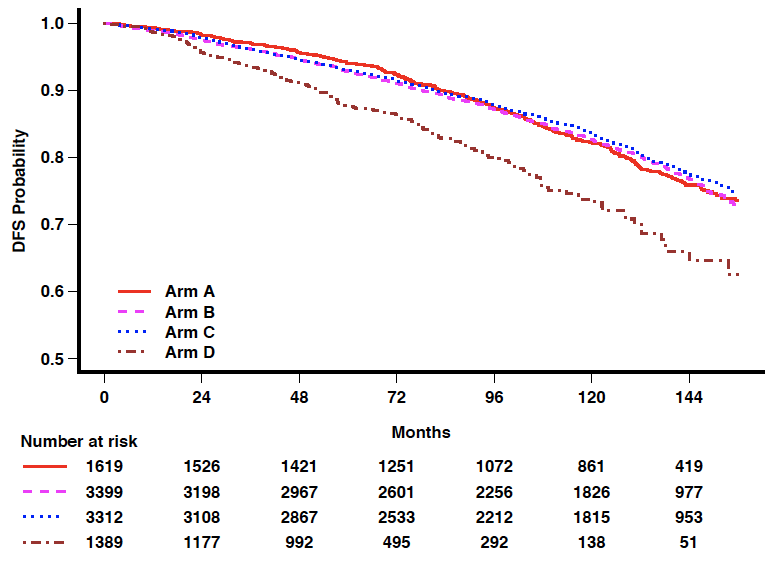 1.0
0.9
0.8
0.7
0.6
0.5
DFS Probability
Arm A
Arm B
Arm C
Arm D
0 24 48 72 96 120 144
Months
Number at risk
1619 1526 1421 1251 1072 861 419
3399 3198 2967 2601 2256 1826 977
3312 3108 2867 2533 2212 1815 953
1389 1177 992 495 292 138 51